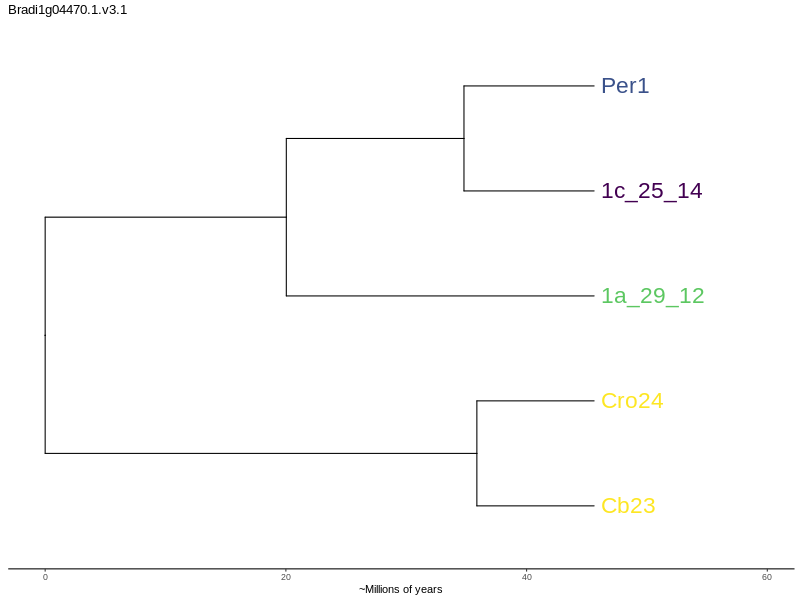 Bradi1g04470.1.v3.1
Per1
1c_25_14
1a_29_12
Cro24
Cb23
0 20 40 60
~Millions of years